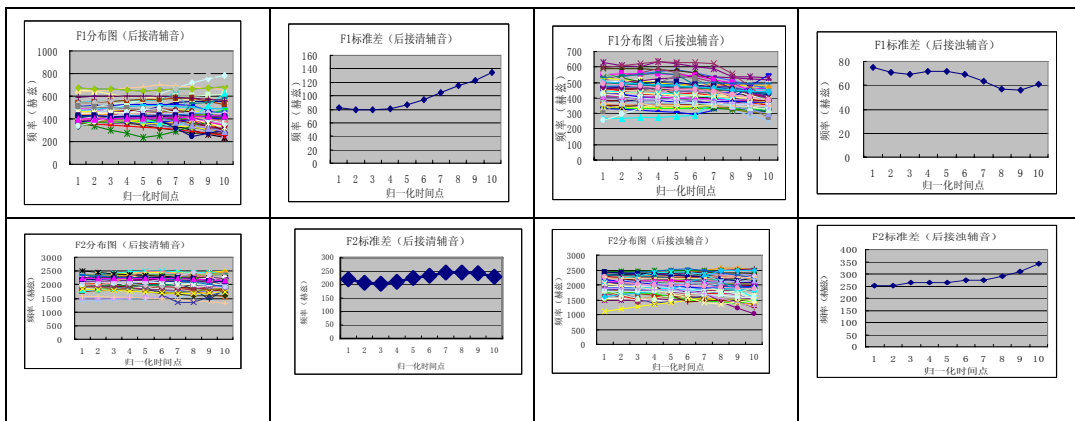 F1分布图（后接清辅音）
频率（赫兹）
1000
800
600
400
200
0
1 2 3 4 5 6 7 8 9 10
归一化时间点
F1标准差（后接清辅音）
频率（赫兹）
160
140
120
100
80
60
40
20
0
1 2 3 4 5 6 7 8 9 10
归一化时间点
F1分布图（后接浊辅音）
频率（赫兹）
700
600
500
400
300
200
100
0
1 2 3 4 5 6 7 8 9 10
归一化时间点
F1标准差（后接浊辅音）
频率（赫兹）
80
60
40
20
0
1 2 3 4 5 6 7 8 9 10
归一化时间点
F2分布图（后接清辅音）
频率（赫兹）
3000
2500
2000
1500
1000
500
0
1 2 3 4 5 6 7 8 9 10
归一化时间点
F2标准差（后接清辅音）
频率（赫兹）
300
250
200
150
100
50
0
1 2 3 4 5 6 7 8 9 10
归一化时间点
F2分布图（后接浊辅音）
频率（赫兹）
3000
2500
2000
1500
1000
500
0
1 2 3 4 5 6 7 8 9 10
归一化时间点
F2标准差（后接浊辅音）
频率（赫兹）
400
350
300
250
200
150
100
50
0
1 2 3 4 5 6 7 8 9 10
归一化时间点